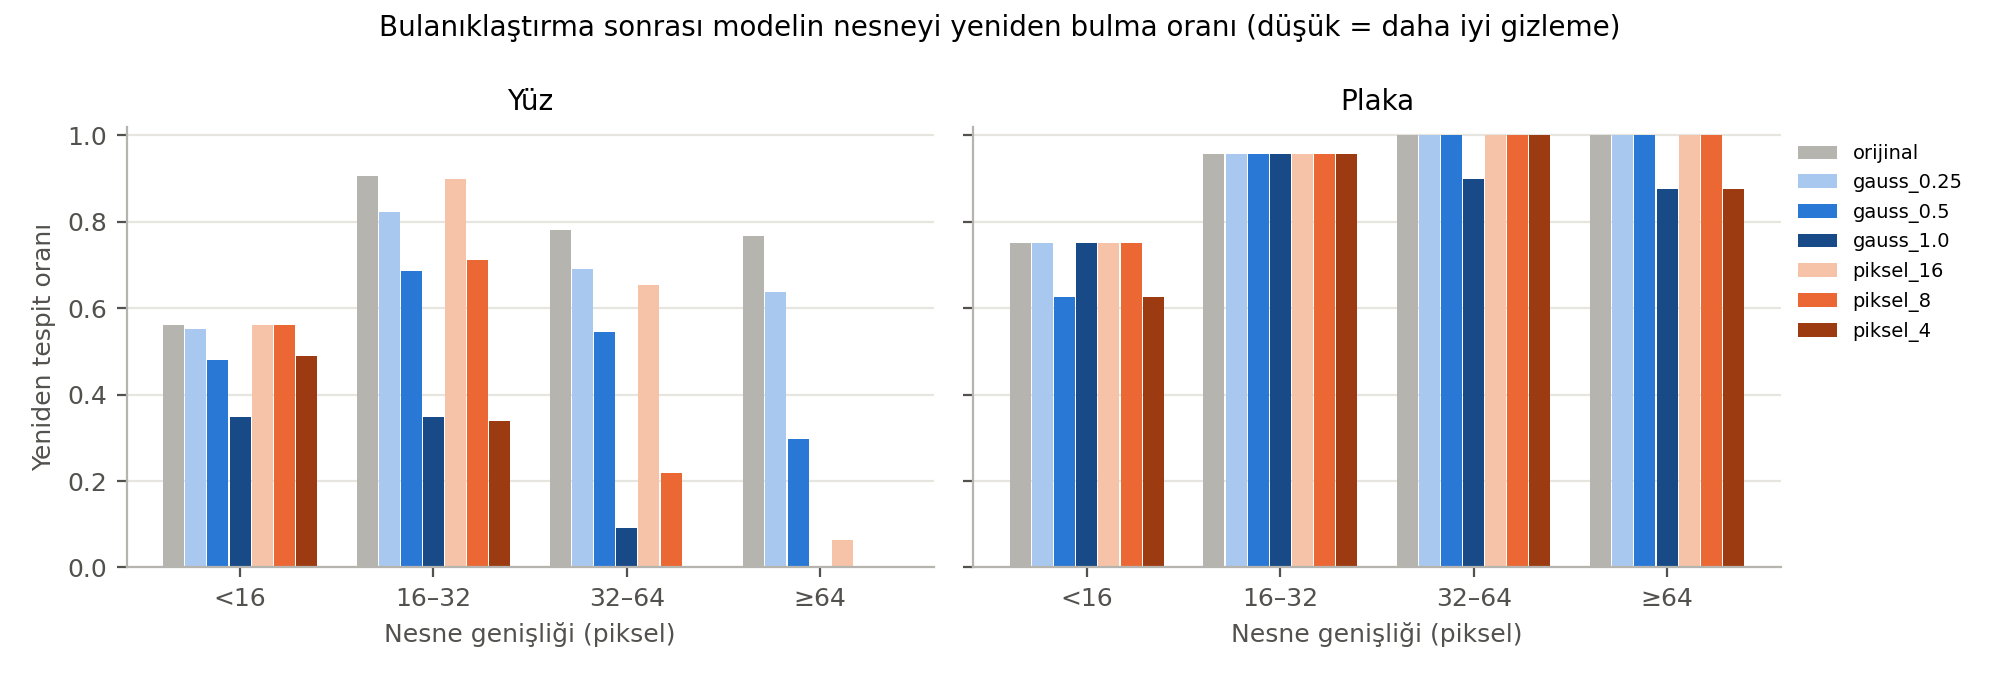 Bulanıklaştırma sonrası modelin nesneyi yeniden bulma oranı (düşük = daha iyi gizleme)
Yüz
Plaka
Yeniden tespit oranı
1.0
0.8
0.6
0.4
0.2
0.0
<16
16–32
32–64
≥64
Nesne genişliği (piksel)
<16
16–32
32–64
≥64
Nesne genişliği (piksel)
orijinal
gauss_0.25
gauss_0.5
gauss_1.0
piksel_16
piksel_8
piksel_4